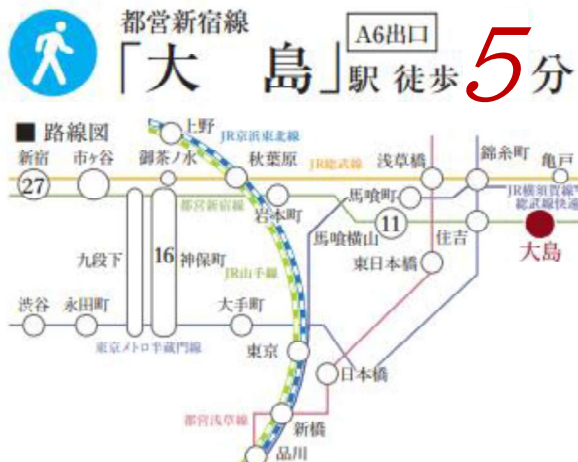 都営新宿線
「大 島」駅 A6出口 徒歩5分
■ 路線図
上野
JR京浜東北線
新宿 市ヶ谷 御茶ノ水 秋葉原 JR総武線 浅草橋 錦糸町 亀戸
27
馬喰町 JR横須賀線
総武線快速
都営新宿線 岩本町
馬喰横山 11 住吉 大島
九段下 16 神保町 東日本橋
JR山手線
渋谷 永田町 大手町
東京メトロ半蔵門線
東京
日本橋
都営浅草線 新橋
品川